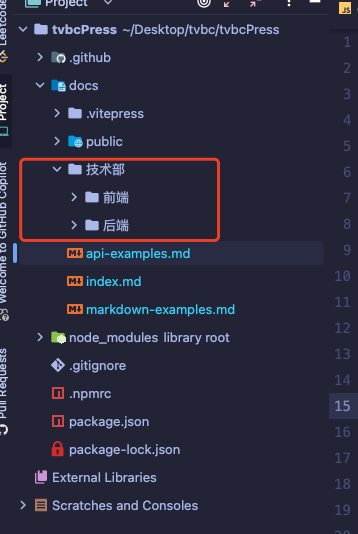 Project
tvbcPress ~/Desktop/tvbc/tvbcPress
.github
docs
.vitepress
public
技术部
前端
后端
api-examples.md
index.md
markdown-examples.md
node_modules library root
.gitignore
.npmrc
package.json
package-lock.json
External Libraries
Scratches and Consoles
Leetcode
Project
Welcome to GitHub Copilot
Pull Requests
JS
1
2
3
4
5
6
7
8
9
10
11
12
13
14
15
16
17
18
19